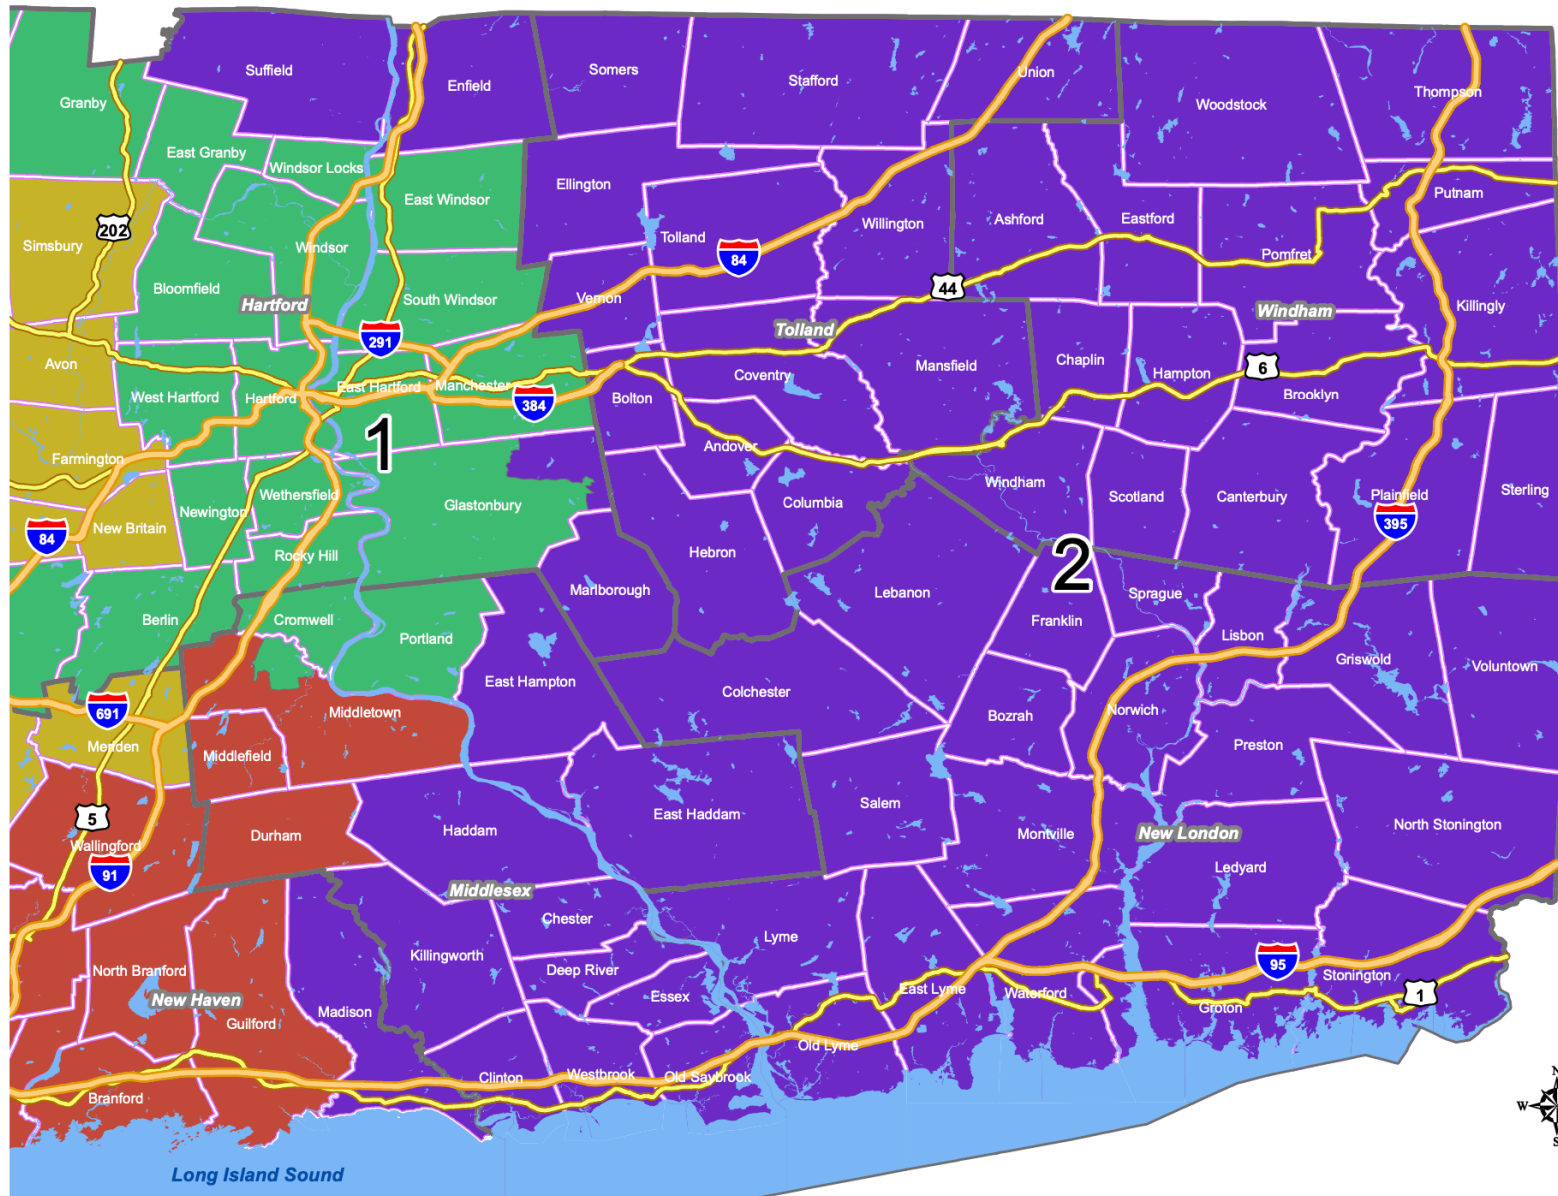 Suffield
Enfield
Somers
Stafford
Union
Woodstock
Thompson
Granby
East Granby
Windsor Locks
East Windsor
Ellington
Tolland
Willington
Ashford
Eastford
Putnam
Pomfret
202
Simsbury
Windsor
84
44
Bloomfield
South Windsor
Vernon
Hartford
291
Tolland
Windham
Killingly
Avon
West Hartford
Hartford
East Hartford
Manchester
384
Bolton
Coventry
Mansfield
Chaplin
Hampton
6
Brooklyn
Farmington
1
Andover
Wethersfield
Newington
Glastonbury
Columbia
Windham
Scotland
Canterbury
Plainfield
Sterling
84
New Britain
Rocky Hill
Hebron
395
2
Marlborough
Lebanon
Sprague
Franklin
Lisbon
Griswold
Voluntown
Berlin
Cromwell
Portland
East Hampton
Colchester
Bozrah
Norwich
Preston
691
Meriden
Middletown
Middlefield
5
Wallingford
91
Durham
Haddam
East Haddam
Salem
Montville
New London
North Stonington
Ledyard
Middlesex
Chester
Lyme
Killingworth
Deep River
Essex
North Branford
New Haven
Guilford
Madison
East Lyme
Waterford
95
Stonington
1
Groton
Old Lyme
Clinton
Westbrook
Old Saybrook
Branford
Long Island Sound
N
W
S